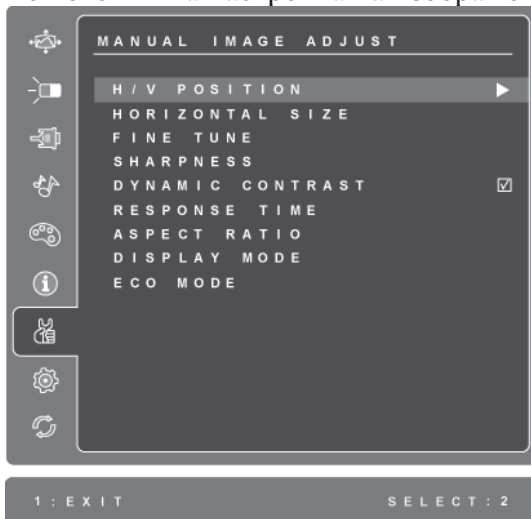 MANUAL IMAGE ADJUST
H/V POSITION
HORIZONTAL SIZE
FINE TUNE
SHARPNESS
DYNAMIC CONTRAST
RESPONSE TIME
ASPECT RATIO
DISPLAY MODE
ECO MODE
1:EXIT SELECT:2